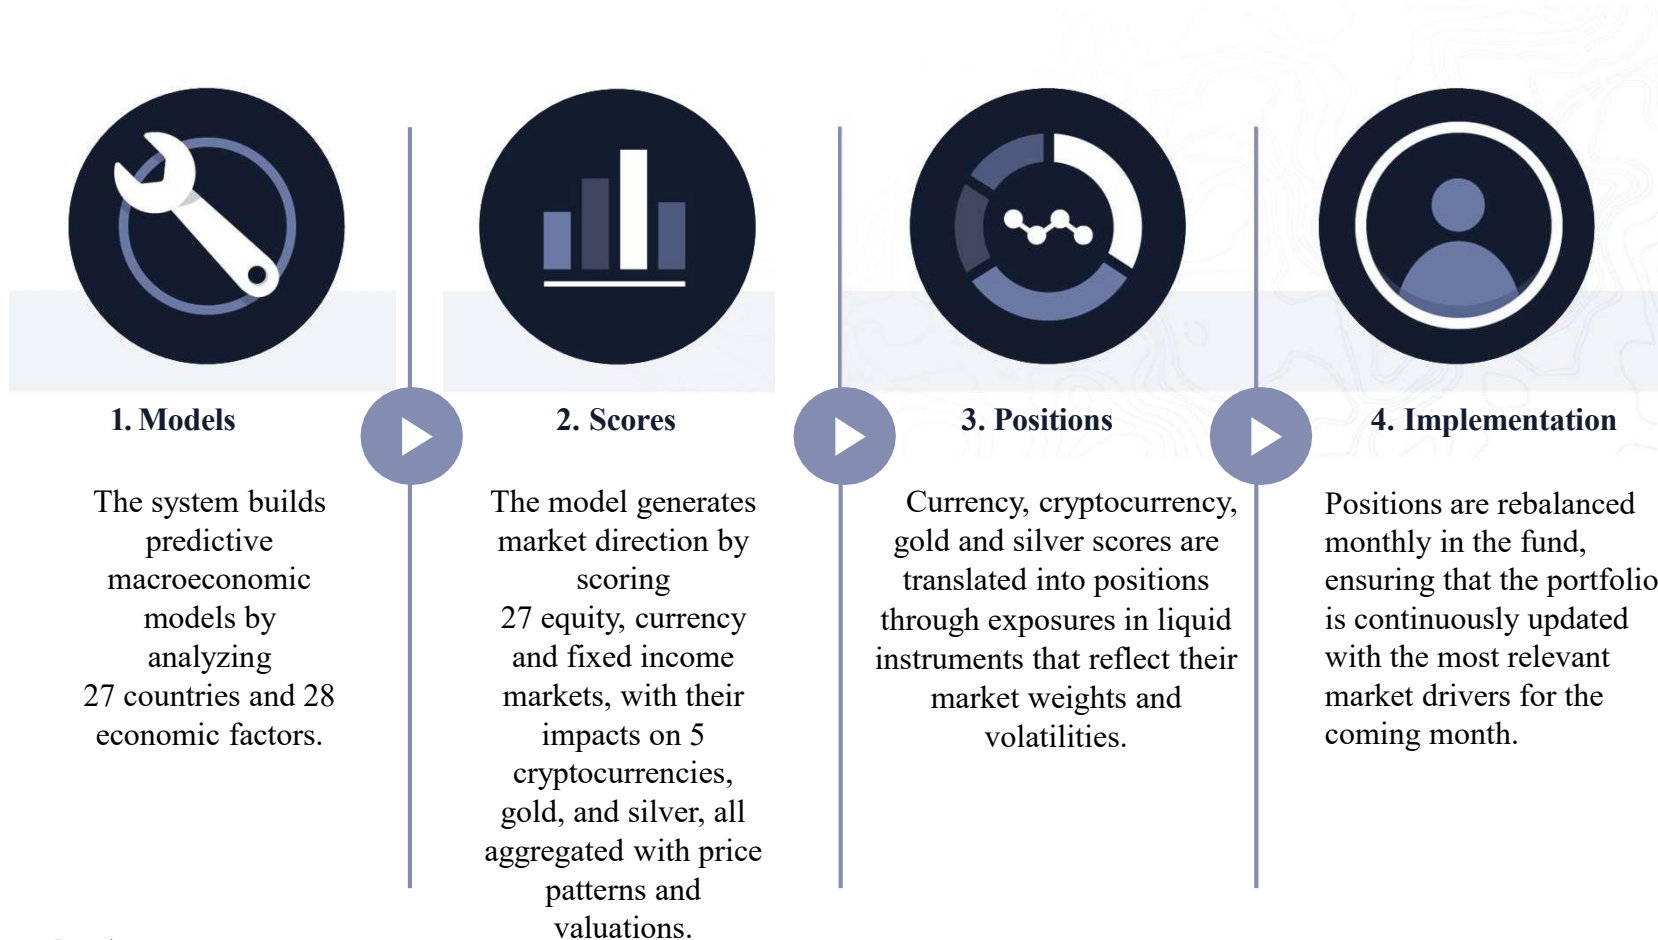 1. Models
The system builds
predictive
macroeconomic
models by
analyzing
27 countries and 28
economic factors.
2. Scores
The model generates
market direction by
scoring
27 equity, currency
and fixed income
markets, with their
impacts on 5
cryptocurrencies,
gold, and silver, all
aggregated with price
patterns and
valuations.
3. Positions
Currency, cryptocurrency,
gold and silver scores are
translated into positions
through exposures in liquid
instruments that reflect their
market weights and
volatilities.
4. Implementation
Positions are rebalanced
monthly in the fund,
ensuring that the portfolio
is continuously updated
with the most relevant
market drivers for the
coming month.